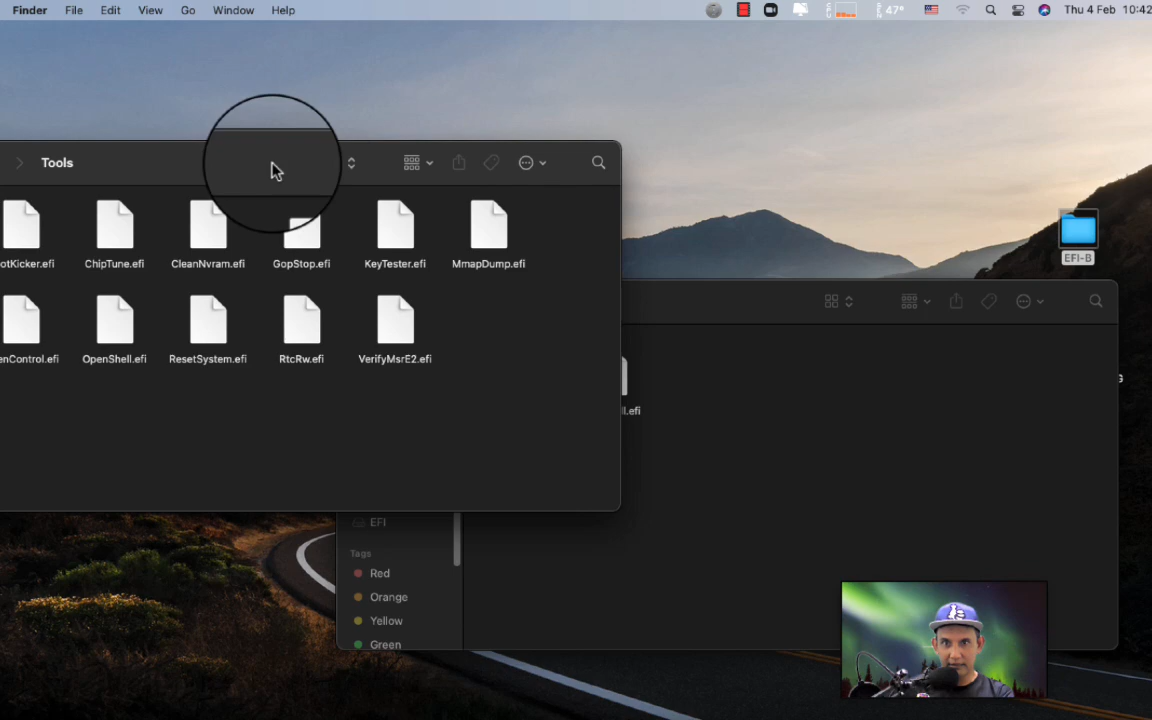 Finder File Edit View Go Window Help 47° Thu 4 Feb 10:42
Tools
otKicker.efi ChipTune.efi CleanNvram.efi GopStop.efi KeyTester.efi MmapDump.efi
EFI-B
enControl.efi OpenShell.efi ResetSystem.efi RtcRw.efi VerifyMsrE2.efi
ll.efi
EFI
Tags
Red
Orange
Yellow
Green